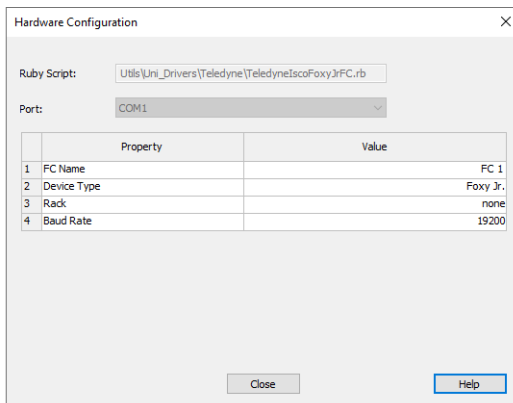 Hardware Configuration
Ruby Script: Utils\Uni_Drivers\Teledyne\TeledyneIscoFoxyJrFC.rb
Port: COM1
Property Value
1 FC Name FC 1
2 Device Type Foxy Jr.
3 Rack none
4 Baud Rate 19200
Close Help